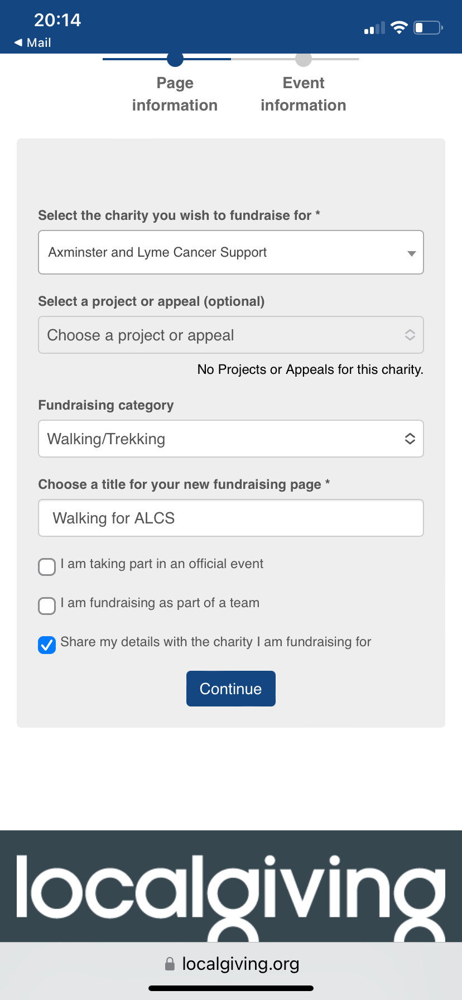 20:14
◀ Mail
Page
information
Event
information
Select the charity you wish to fundraise for *
Axminster and Lyme Cancer Support
Select a project or appeal (optional)
Choose a project or appeal
No Projects or Appeals for this charity.
Fundraising category
Walking/Trekking
Choose a title for your new fundraising page *
Walking for ALCS
I am taking part in an official event
I am fundraising as part of a team
Share my details with the charity I am fundraising for
Continue
localgiving
localgiving.org